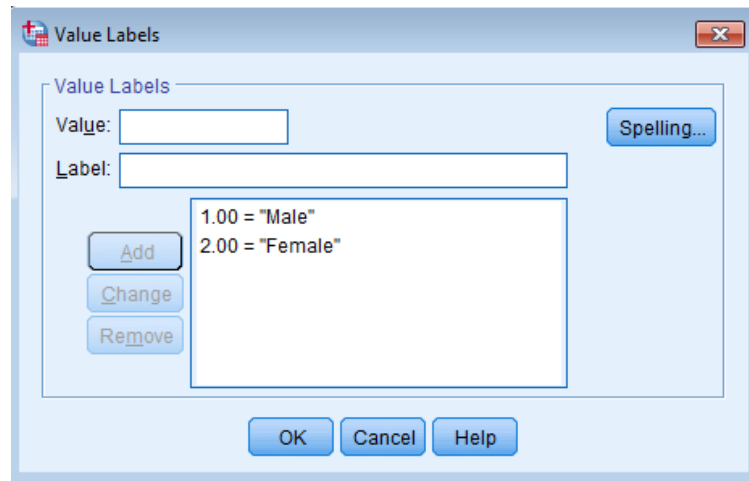 Value Labels
Value Labels
Value:
Spelling...
Label:
1.00 = "Male"
2.00 = "Female"
Add
Change
Remove
OK Cancel Help